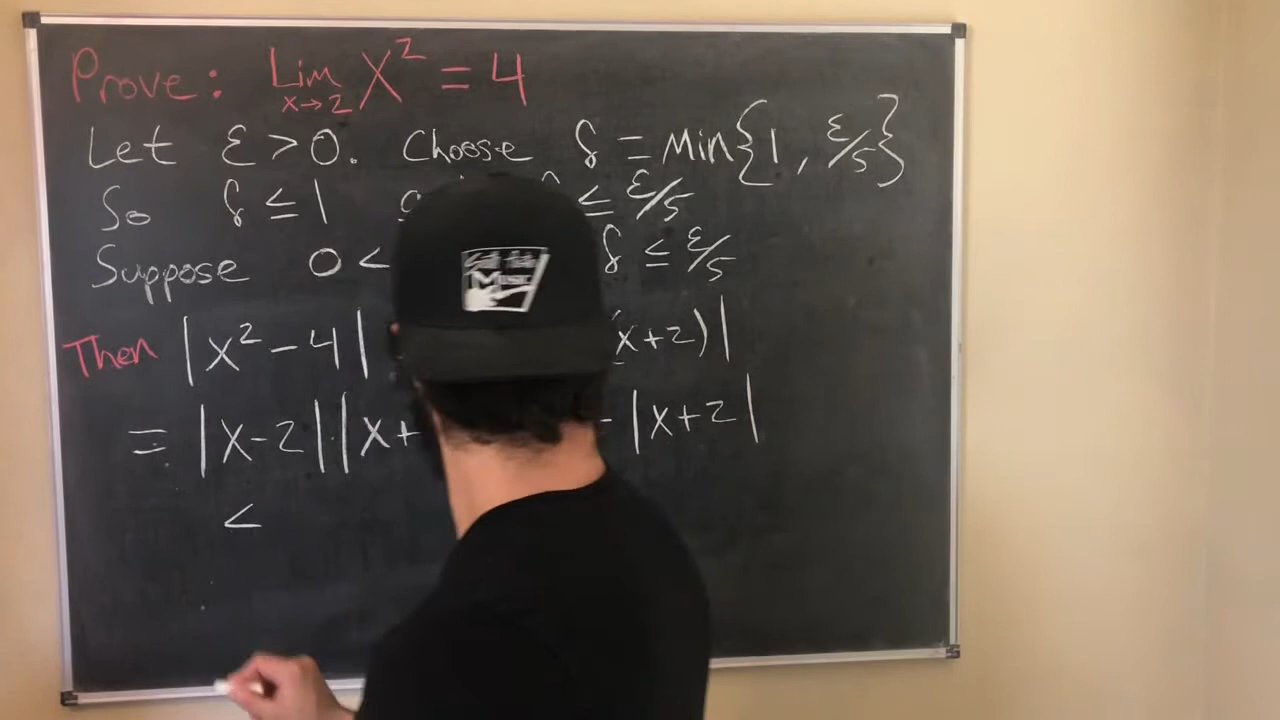 Prove: Lim x→2 X² = 4
Let ε > 0. Choose δ = Min{1, ε/5}
So δ ≤ 1 ≤ ε/5
Suppose 0 < δ ≤ ε/5
Then |x² - 4| (x+2)|
= |x-2||x+ |x+2|
<
Music